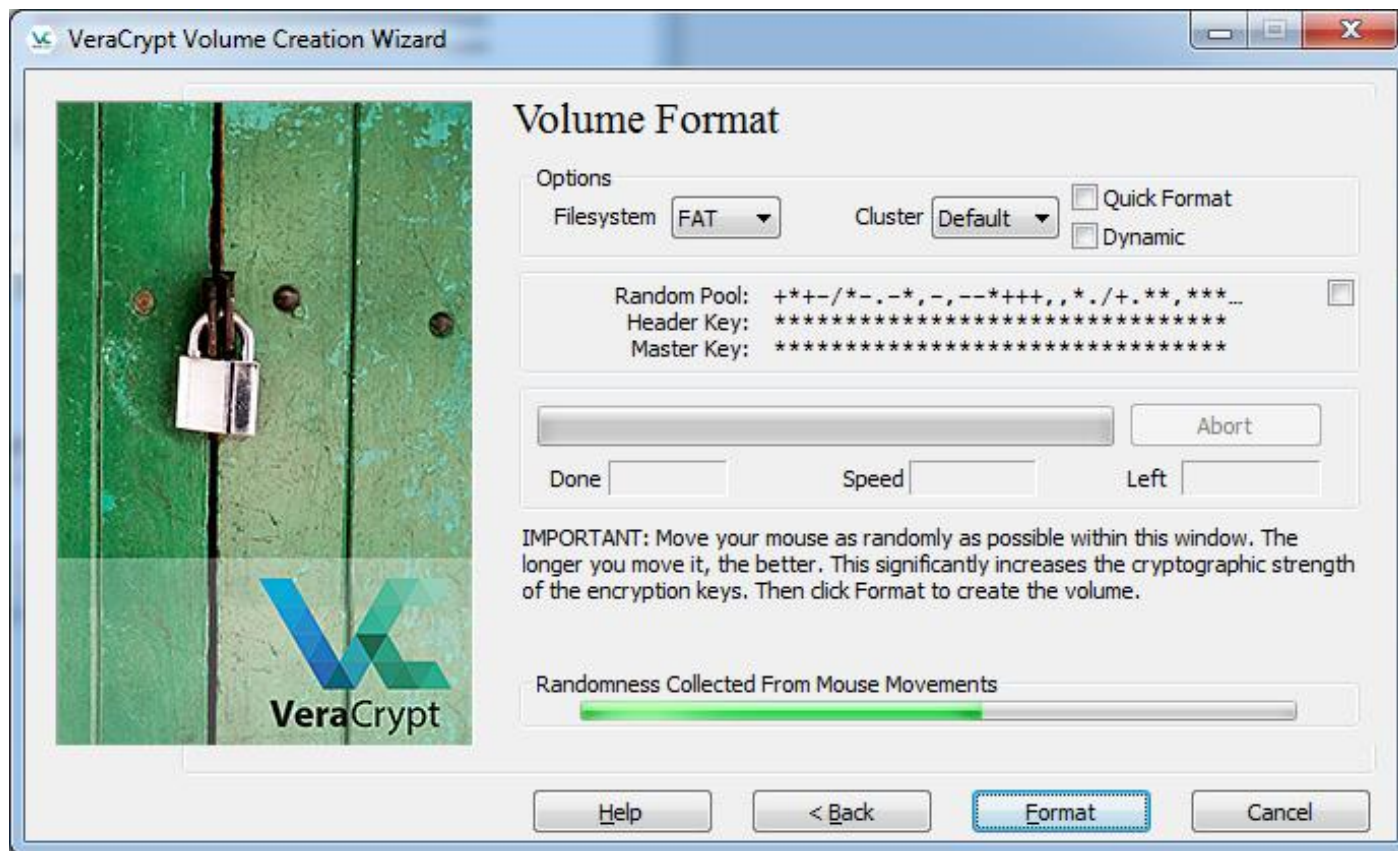 VeraCrypt Volume Creation Wizard
Volume Format
Options
Filesystem FAT Cluster Default Quick Format
Dynamic
Random Pool: +*+-/*-.-*,-,--*+++,,*./+.**,***…
Header Key: ********************************
Master Key: ********************************
Abort
Done Speed Left
IMPORTANT: Move your mouse as randomly as possible within this window. The
longer you move it, the better. This significantly increases the cryptographic strength
of the encryption keys. Then click Format to create the volume.
Randomness Collected From Mouse Movements
VeraCrypt
Help < Back Format Cancel